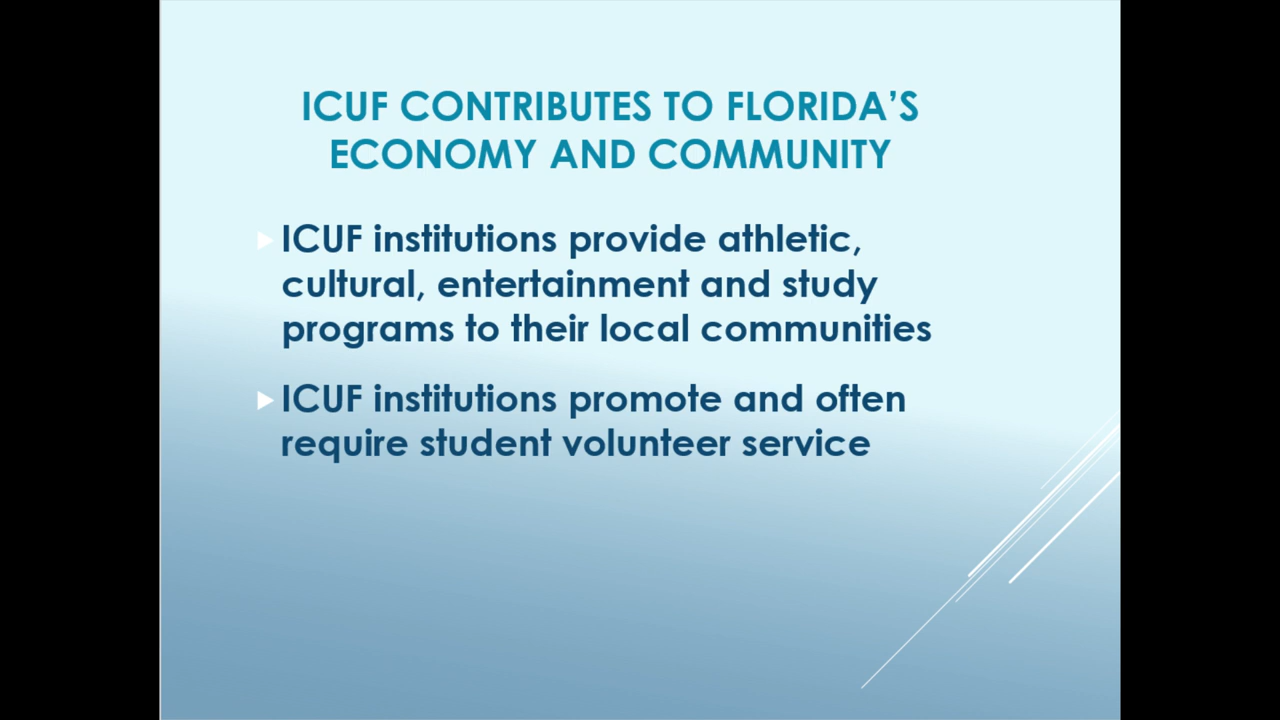 ICUF CONTRIBUTES TO FLORIDA’S
ECONOMY AND COMMUNITY
ICUF institutions provide athletic,
cultural, entertainment and study
programs to their local communities
ICUF institutions promote and often
require student volunteer service